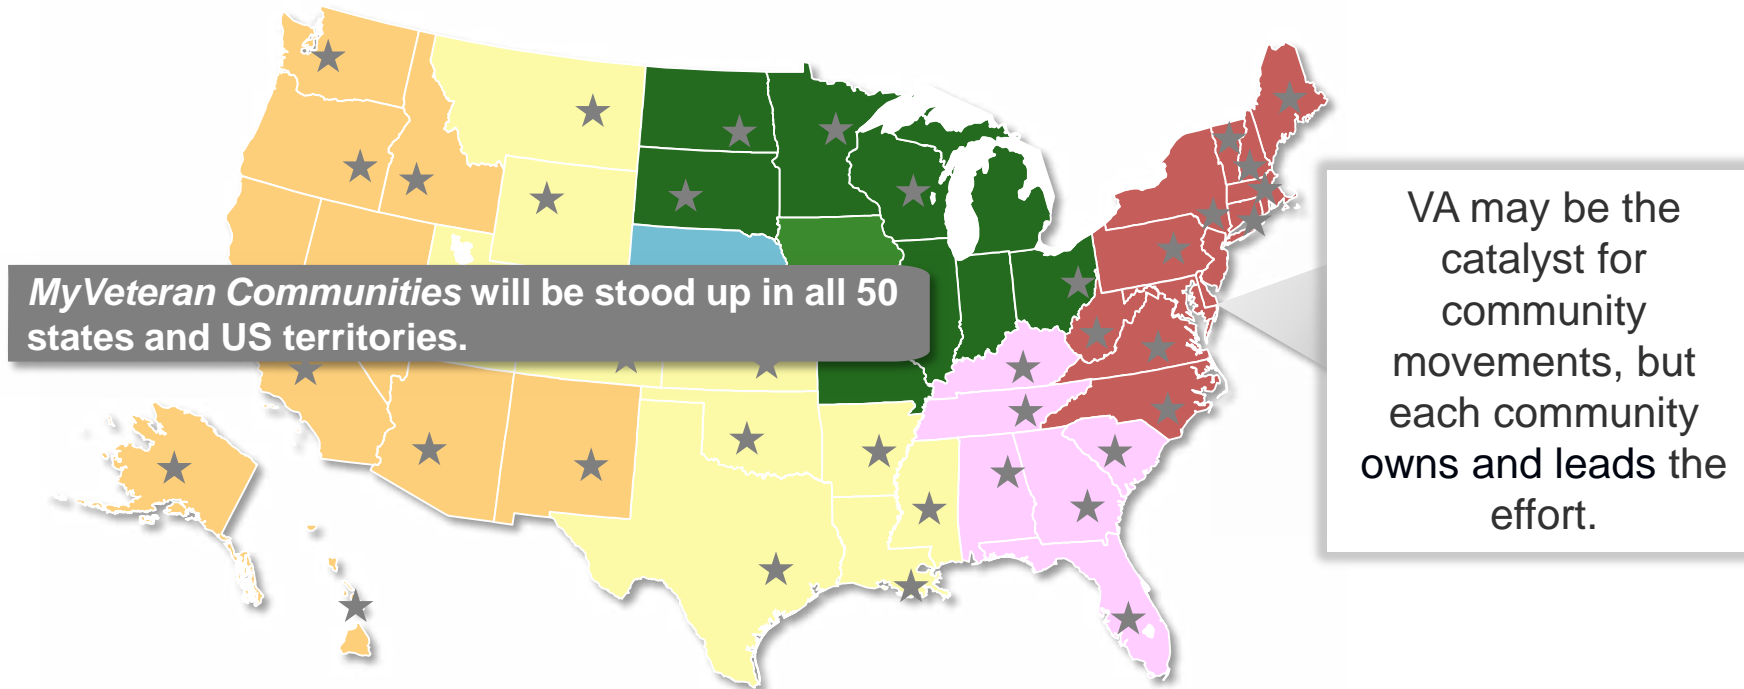 MyVeteran Communities will be stood up in all 50
states and US territories.
VA may be the
catalyst for
community
movements, but
each community
owns and leads the
effort.